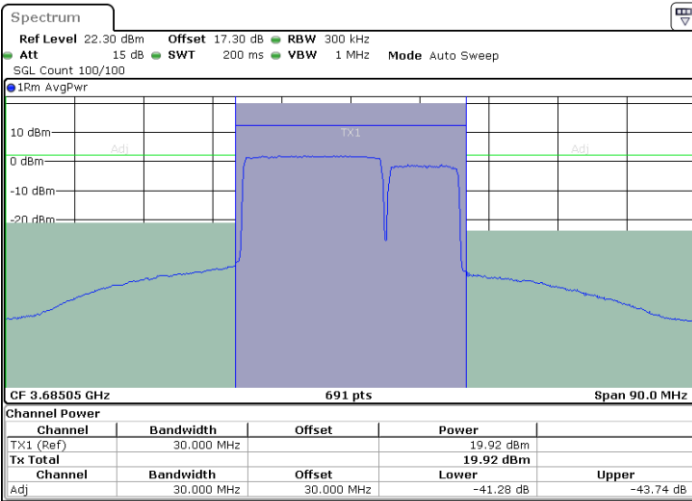 Spectrum
Ref Level 22.30 dBm Offset 17.30 dB RBW 300 kHz
Att 15 dB SWT 200 ms VBW 1 MHz Mode Auto Sweep
SGL Count 100/100
1Rm AvgPwr
10 dBm
TX1
Adj
Adj
0 dBm
-10 dBm
-20 dBm
CF 3.68505 GHz 691 pts Span 90.0 MHz
Channel Power
Channel Bandwidth Offset Power
TX1 (Ref) 30.000 MHz 19.92 dBm
Tx Total 19.92 dBm
Channel Bandwidth Offset Lower Upper
Adj 30.000 MHz 30.000 MHz -41.28 dB -43.74 dB